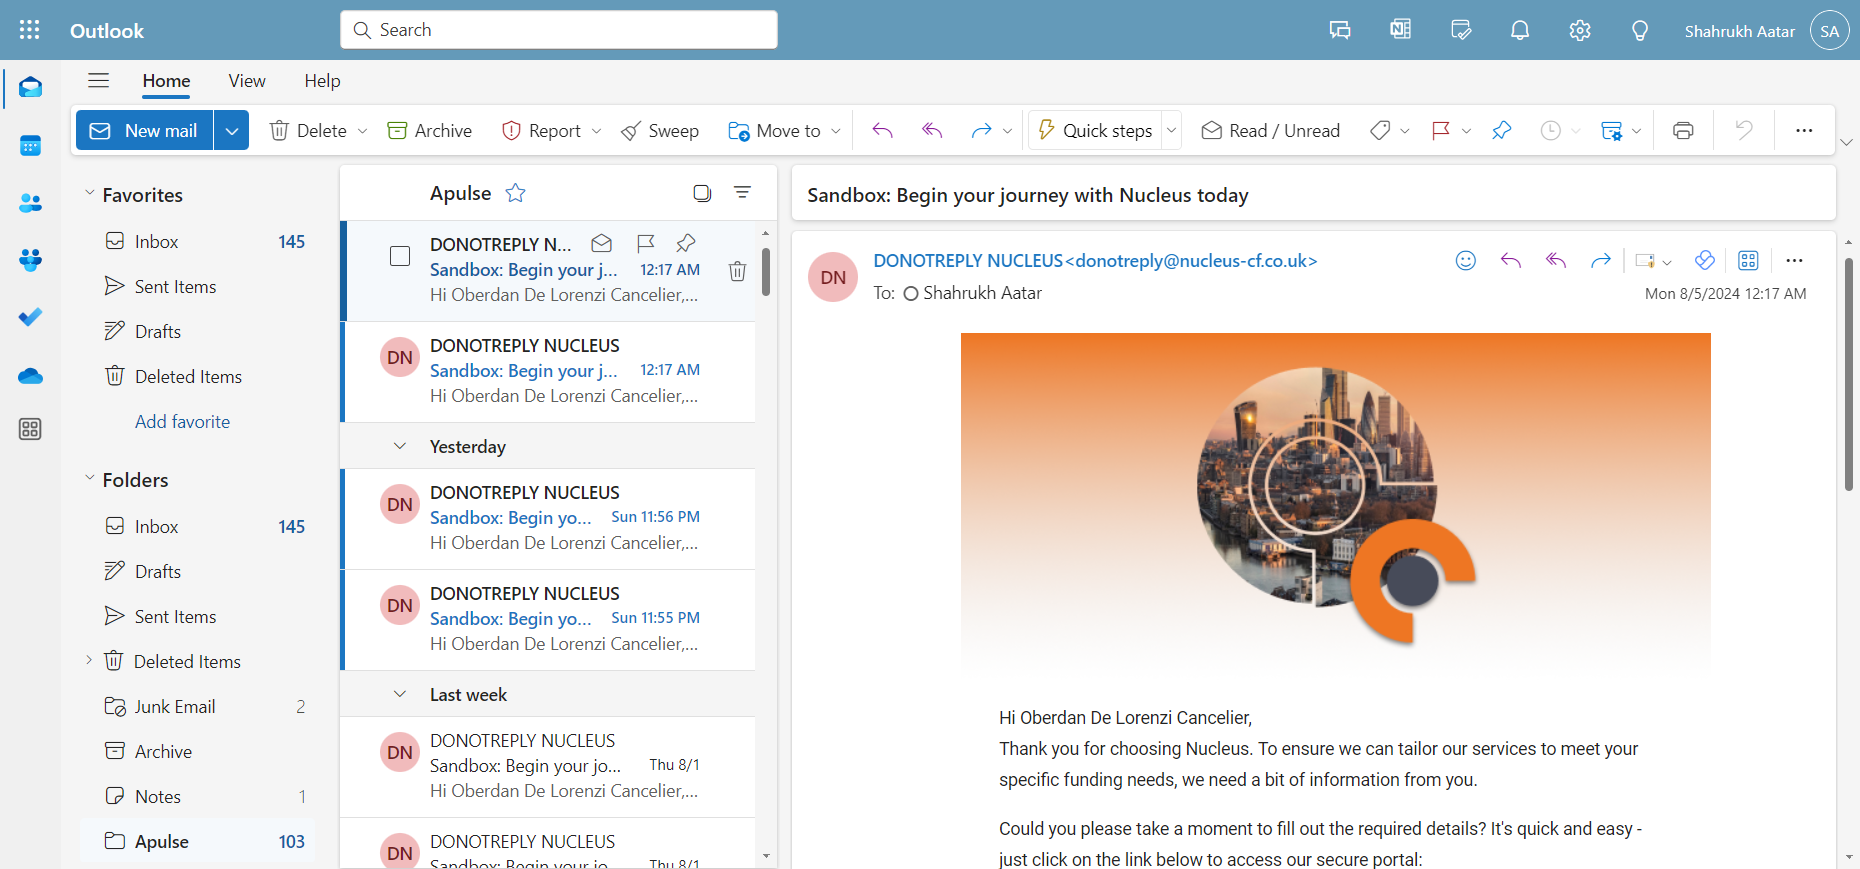 Outlook
Search
Shahrukh Aatar
SA
Home
View
Help
New mail
Delete
Archive
Report
Sweep
Move to
Quick steps
Read / Unread
Favorites
Inbox 145
Sent Items
Drafts
Deleted Items
Add favorite
Folders
Inbox 145
Drafts
Sent Items
Deleted Items
Junk Email 2
Archive
Notes 1
Apulse 103
Apulse
DONOTREPLY N...
Sandbox: Begin your j... 12:17 AM
Hi Oberdan De Lorenzi Cancelier,...
DN
DONOTREPLY NUCLEUS
Sandbox: Begin your j... 12:17 AM
Hi Oberdan De Lorenzi Cancelier,...
Yesterday
DN
DONOTREPLY NUCLEUS
Sandbox: Begin yo... Sun 11:56 PM
Hi Oberdan De Lorenzi Cancelier,...
DN
DONOTREPLY NUCLEUS
Sandbox: Begin yo... Sun 11:55 PM
Hi Oberdan De Lorenzi Cancelier,...
Last week
DN
DONOTREPLY NUCLEUS
Sandbox: Begin your jo... Thu 8/1
Hi Oberdan De Lorenzi Cancelier,...
DN
DONOTREPLY NUCLEUS
Sandbox: Begin your jo... Thu 8/1
Sandbox: Begin your journey with Nucleus today
DN
DONOTREPLY NUCLEUS<donotreply@nucleus-cf.co.uk>
To: Shahrukh Aatar
Mon 8/5/2024 12:17 AM
Hi Oberdan De Lorenzi Cancelier,
Thank you for choosing Nucleus. To ensure we can tailor our services to meet your
specific funding needs, we need a bit of information from you.
Could you please take a moment to fill out the required details? It's quick and easy -
just click on the link below to access our secure portal: